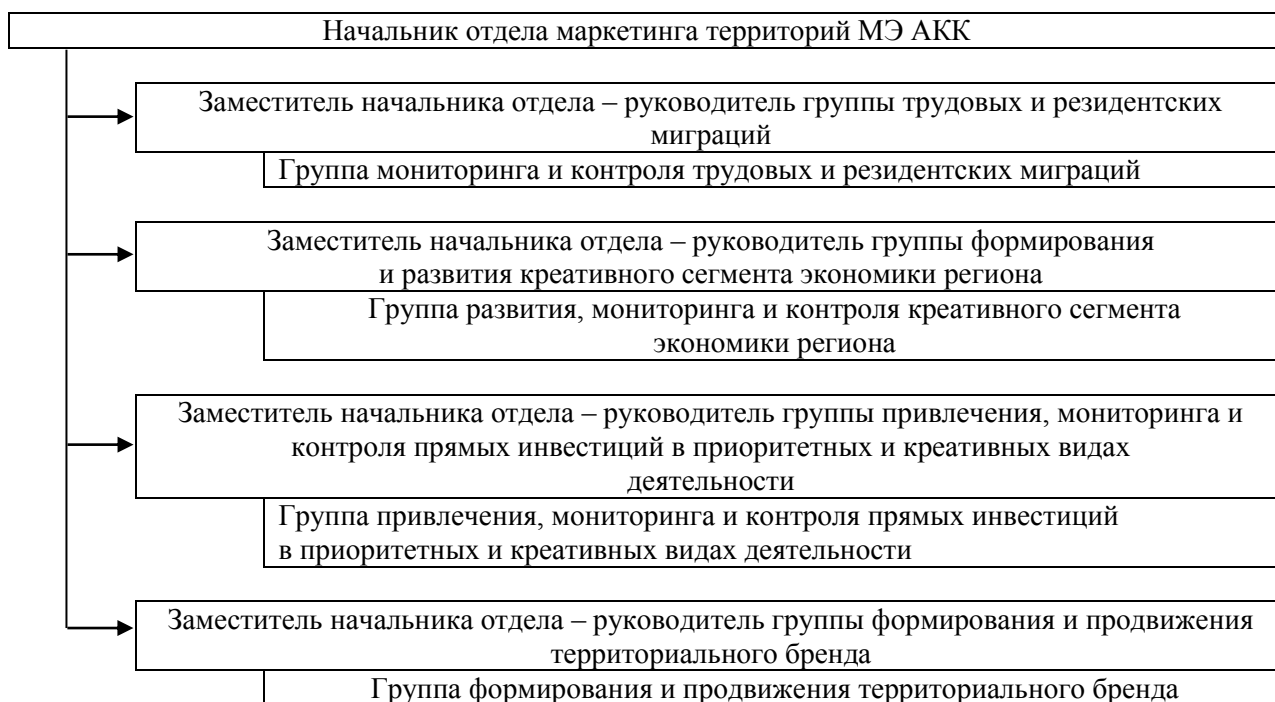 Начальник отдела маркетинга территорий МЭ АКК
Заместитель начальника отдела – руководитель группы трудовых и резидентских
миграций
Группа мониторинга и контроля трудовых и резидентских миграций
Заместитель начальника отдела – руководитель группы формирования
и развития креативного сегмента экономики региона
Группа развития, мониторинга и контроля креативного сегмента
экономики региона
Заместитель начальника отдела – руководитель группы привлечения, мониторинга и
контроля прямых инвестиций в приоритетных и креативных видах
деятельности
Группа привлечения, мониторинга и контроля прямых инвестиций
в приоритетных и креативных видах деятельности
Заместитель начальника отдела – руководитель группы формирования и продвижения
территориального бренда
Группа формирования и продвижения территориального бренда